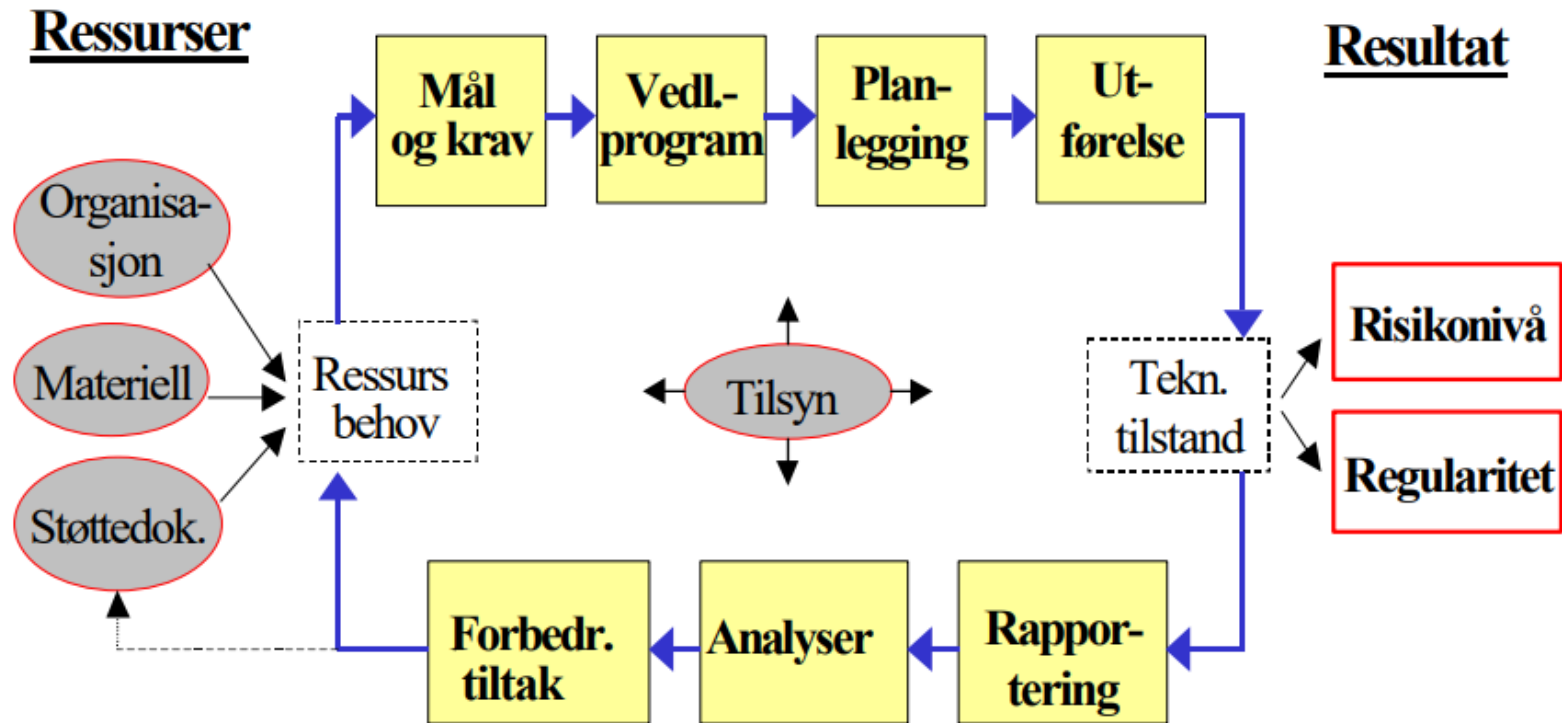 Ressurser
Resultat
Mål
og krav
Vedl.-
program
Plan-
legging
Ut-
førelse
Organisa-
sjon
Materiell
Støttedok.
Ressurs
behov
Tilsyn
Tekn.
tilstand
Risikonivå
Regularitet
Forbedr.
tiltak
Analyser
Rappor-
tering